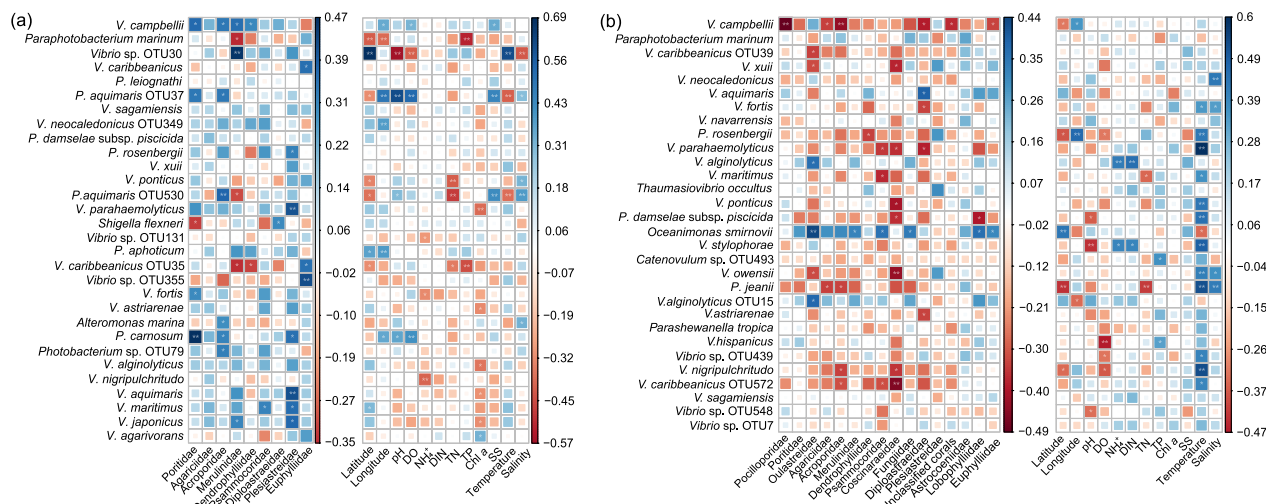 (a)
V. campbellii
Paraphotobacterium marinum
Vibrio sp. OTU30
V. caribbeanicus
P. leiognathi
P. aquimaris OTU37
V. sagamiensis
V. neocaledonicus OTU349
P. damselae subsp. piscicida
P. rosenbergii
V. xuii
V. ponticus
P.aquimaris OTU530
V. parahaemolyticus
Shigella flexneri
Vibrio sp. OTU131
P. aphoticum
V. caribbeanicus OTU35
Vibrio sp. OTU355
V. fortis
V. astriarenae
Alteromonas marina
P. carnosum
Photobacterium sp. OTU79
V. alginolyticus
V. nigripulchritudo
V. aquimaris
V. maritimus
V. japonicus
V. agarivorans
Poritidae
Agariciidae
Acroporidae
Merulinidae
Dendrophylliidae
Psammocoridae
Diploastraeidae
Plesiastreidae
Euphylliidae
0.47
0.39
0.31
0.22
0.14
0.06
-0.02
-0.10
-0.19
-0.27
-0.35
Latitude
Longitude
pH
DO
NH₄⁺
DIN
TN
TP
Chl a
SS
Temperature
Salinity
0.69
0.56
0.43
0.31
0.18
0.06
-0.07
-0.20
-0.32
-0.45
-0.57
(b)
V. campbellii
Paraphotobacterium marinum
V. caribbeanicus OTU39
V. xuii
V. neocaledonicus
V. aquimaris
V. fortis
V. navarrensis
P. rosenbergii
V. parahaemolyticus
V. alginolyticus
V. maritimus
Thaumasiovibrio occultus
V. ponticus
P. damselae subsp. piscicida
Oceanimonas smirnovii
V. stylophorae
Catenovulum sp. OTU493
V. owensii
P. jeanii
V.alginolyticus OTU15
V.astriarenae
Parashewanella tropica
V.hispanicus
Vibrio sp. OTU439
V. nigripulchritudo
V. caribbeanicus OTU572
V. sagamiensis
Vibrio sp. OTU548
Vibrio sp. OTU7
Pocilloporidae
Poritidae
Oulastreidae
Agariciidae
Acroporidae
Dendrophylliidae
Psammocoridae
Coscinaraeidae
Fungiidae
Diploastraeidae
Plesiastreidae
Unclassified corals
Astrocoeniidae
Lobophylliidae
Euphylliidae
0.44
0.35
0.26
0.16
0.07
-0.02
-0.12
-0.21
-0.30
-0.40
-0.49
Latitude
Longitude
pH
DO
NH₄⁺
DIN
TN
TP
Chl a
SS
Temperature
Salinity
0.6
0.49
0.39
0.28
0.17
0.06
−0.04
−0.15
−0.26
−0.37
−0.47